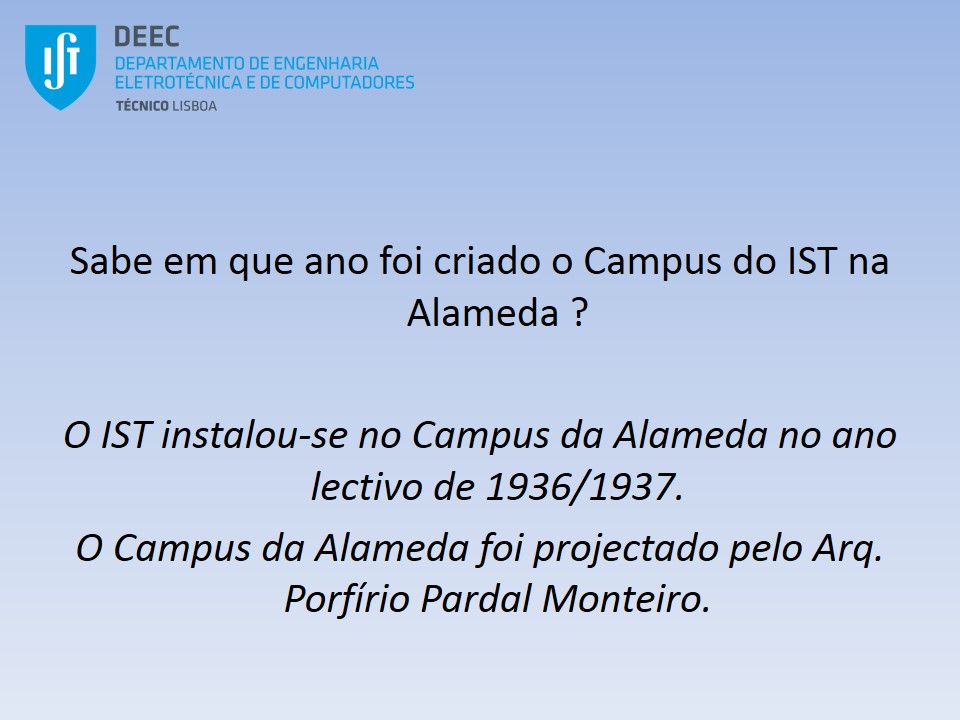 IST
DEEC
DEPARTAMENTO DE ENGENHARIA
ELETROTÉCNICA E DE COMPUTADORES
TÉCNICO LISBOA
Sabe em que ano foi criado o Campus do IST na
Alameda ?
O IST instalou-se no Campus da Alameda no ano
lectivo de 1936/1937.
O Campus da Alameda foi projectado pelo Arq.
Porfírio Pardal Monteiro.